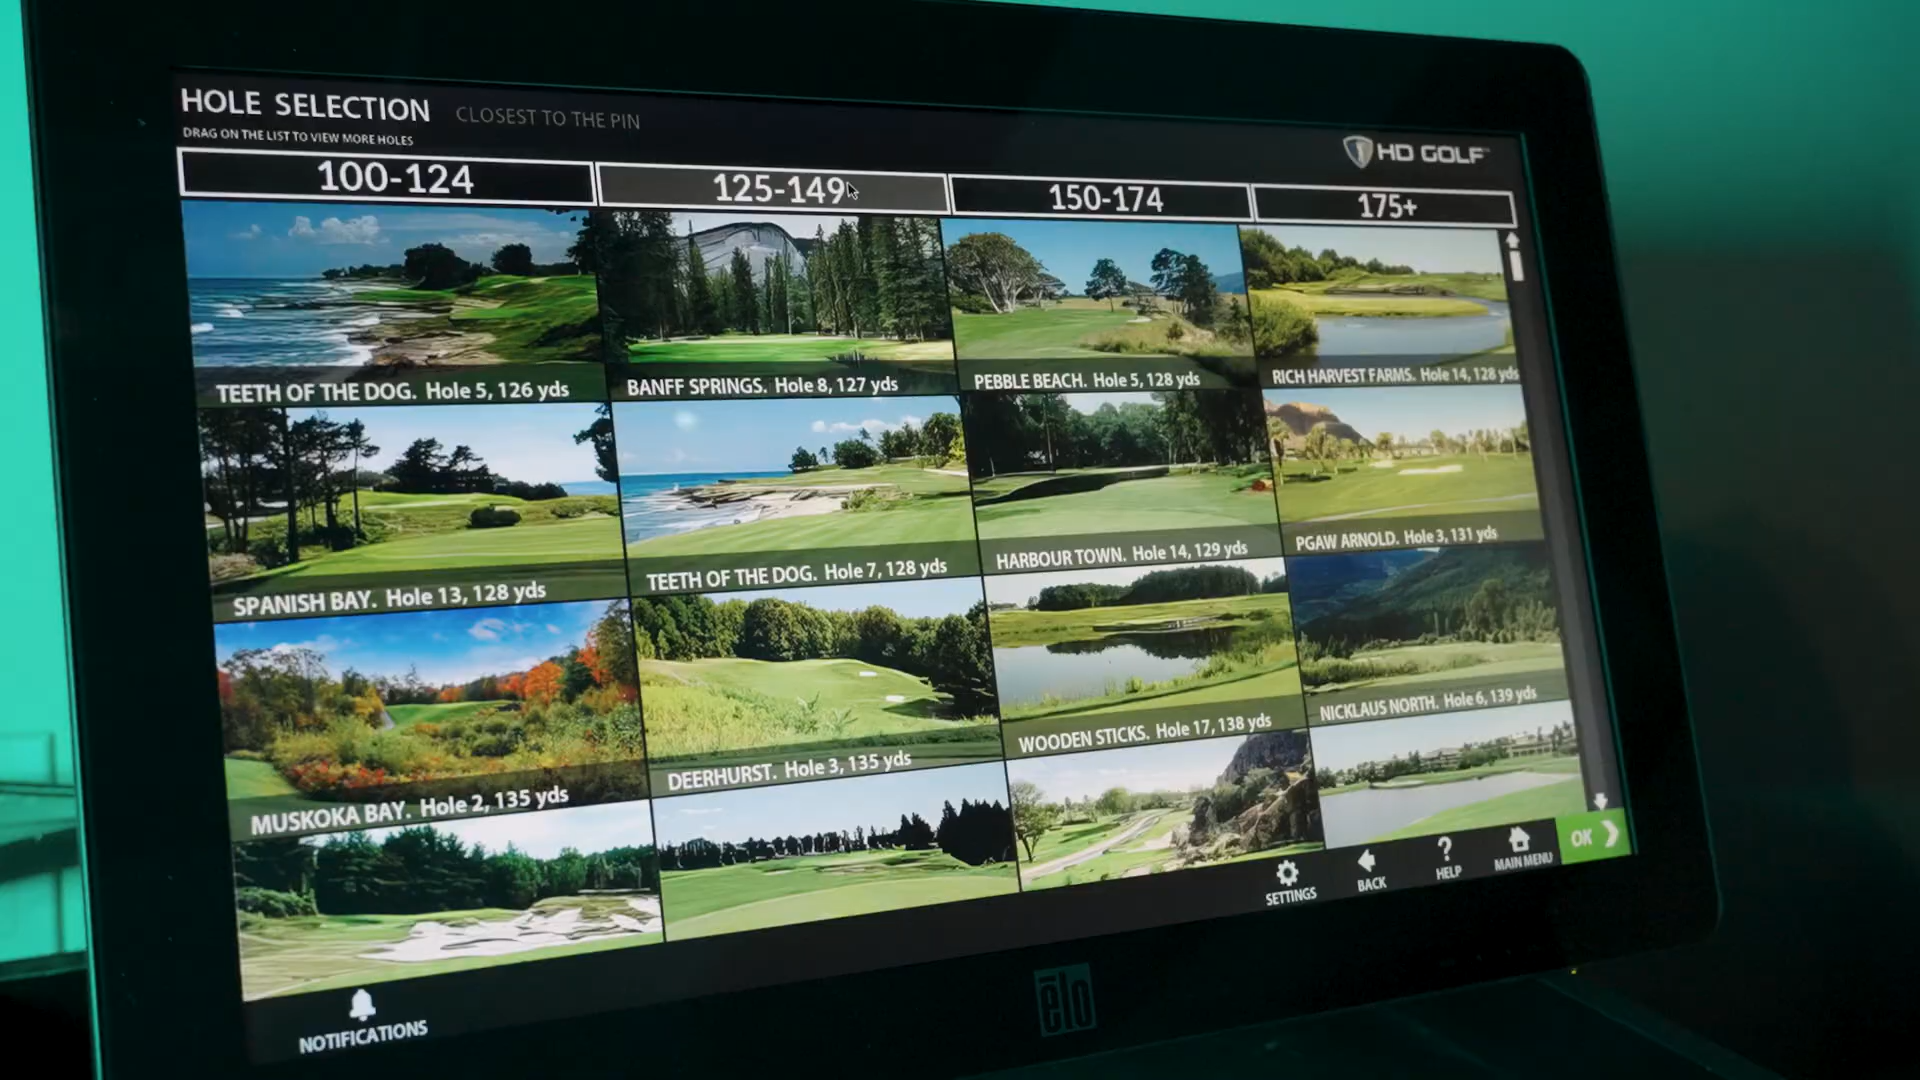 HOLE SELECTION CLOSEST TO THE PIN
DRAG ON THE LIST TO VIEW MORE HOLES
HD GOLF™
100-124 125-149 150-174 175+
TEETH OF THE DOG. Hole 5, 126 yds
BANFF SPRINGS. Hole 8, 127 yds
PEBBLE BEACH. Hole 5, 128 yds
RICH HARVEST FARMS. Hole 14, 128 yds
SPANISH BAY. Hole 13, 128 yds
TEETH OF THE DOG. Hole 7, 128 yds
HARBOUR TOWN. Hole 14, 129 yds
PGAW ARNOLD. Hole 3, 131 yds
MUSKOKA BAY. Hole 2, 135 yds
DEERHURST. Hole 3, 135 yds
WOODEN STICKS. Hole 17, 138 yds
NICKLAUS NORTH. Hole 6, 139 yds
NOTIFICATIONS
SETTINGS
BACK
? HELP
MAIN MENU
OK
elo